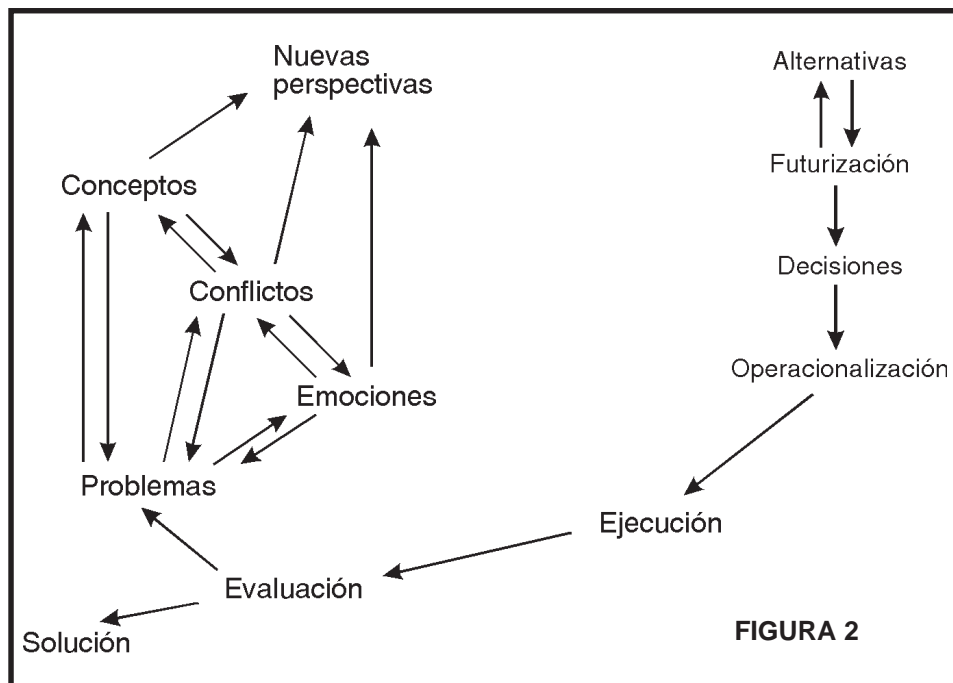 Nuevas
perspectivas
Alternativas
Futurización
Conceptos
Decisiones
Conflictos
Operacionalización
Emociones
Problemas
Ejecución
Evaluación
Solución
FIGURA 2